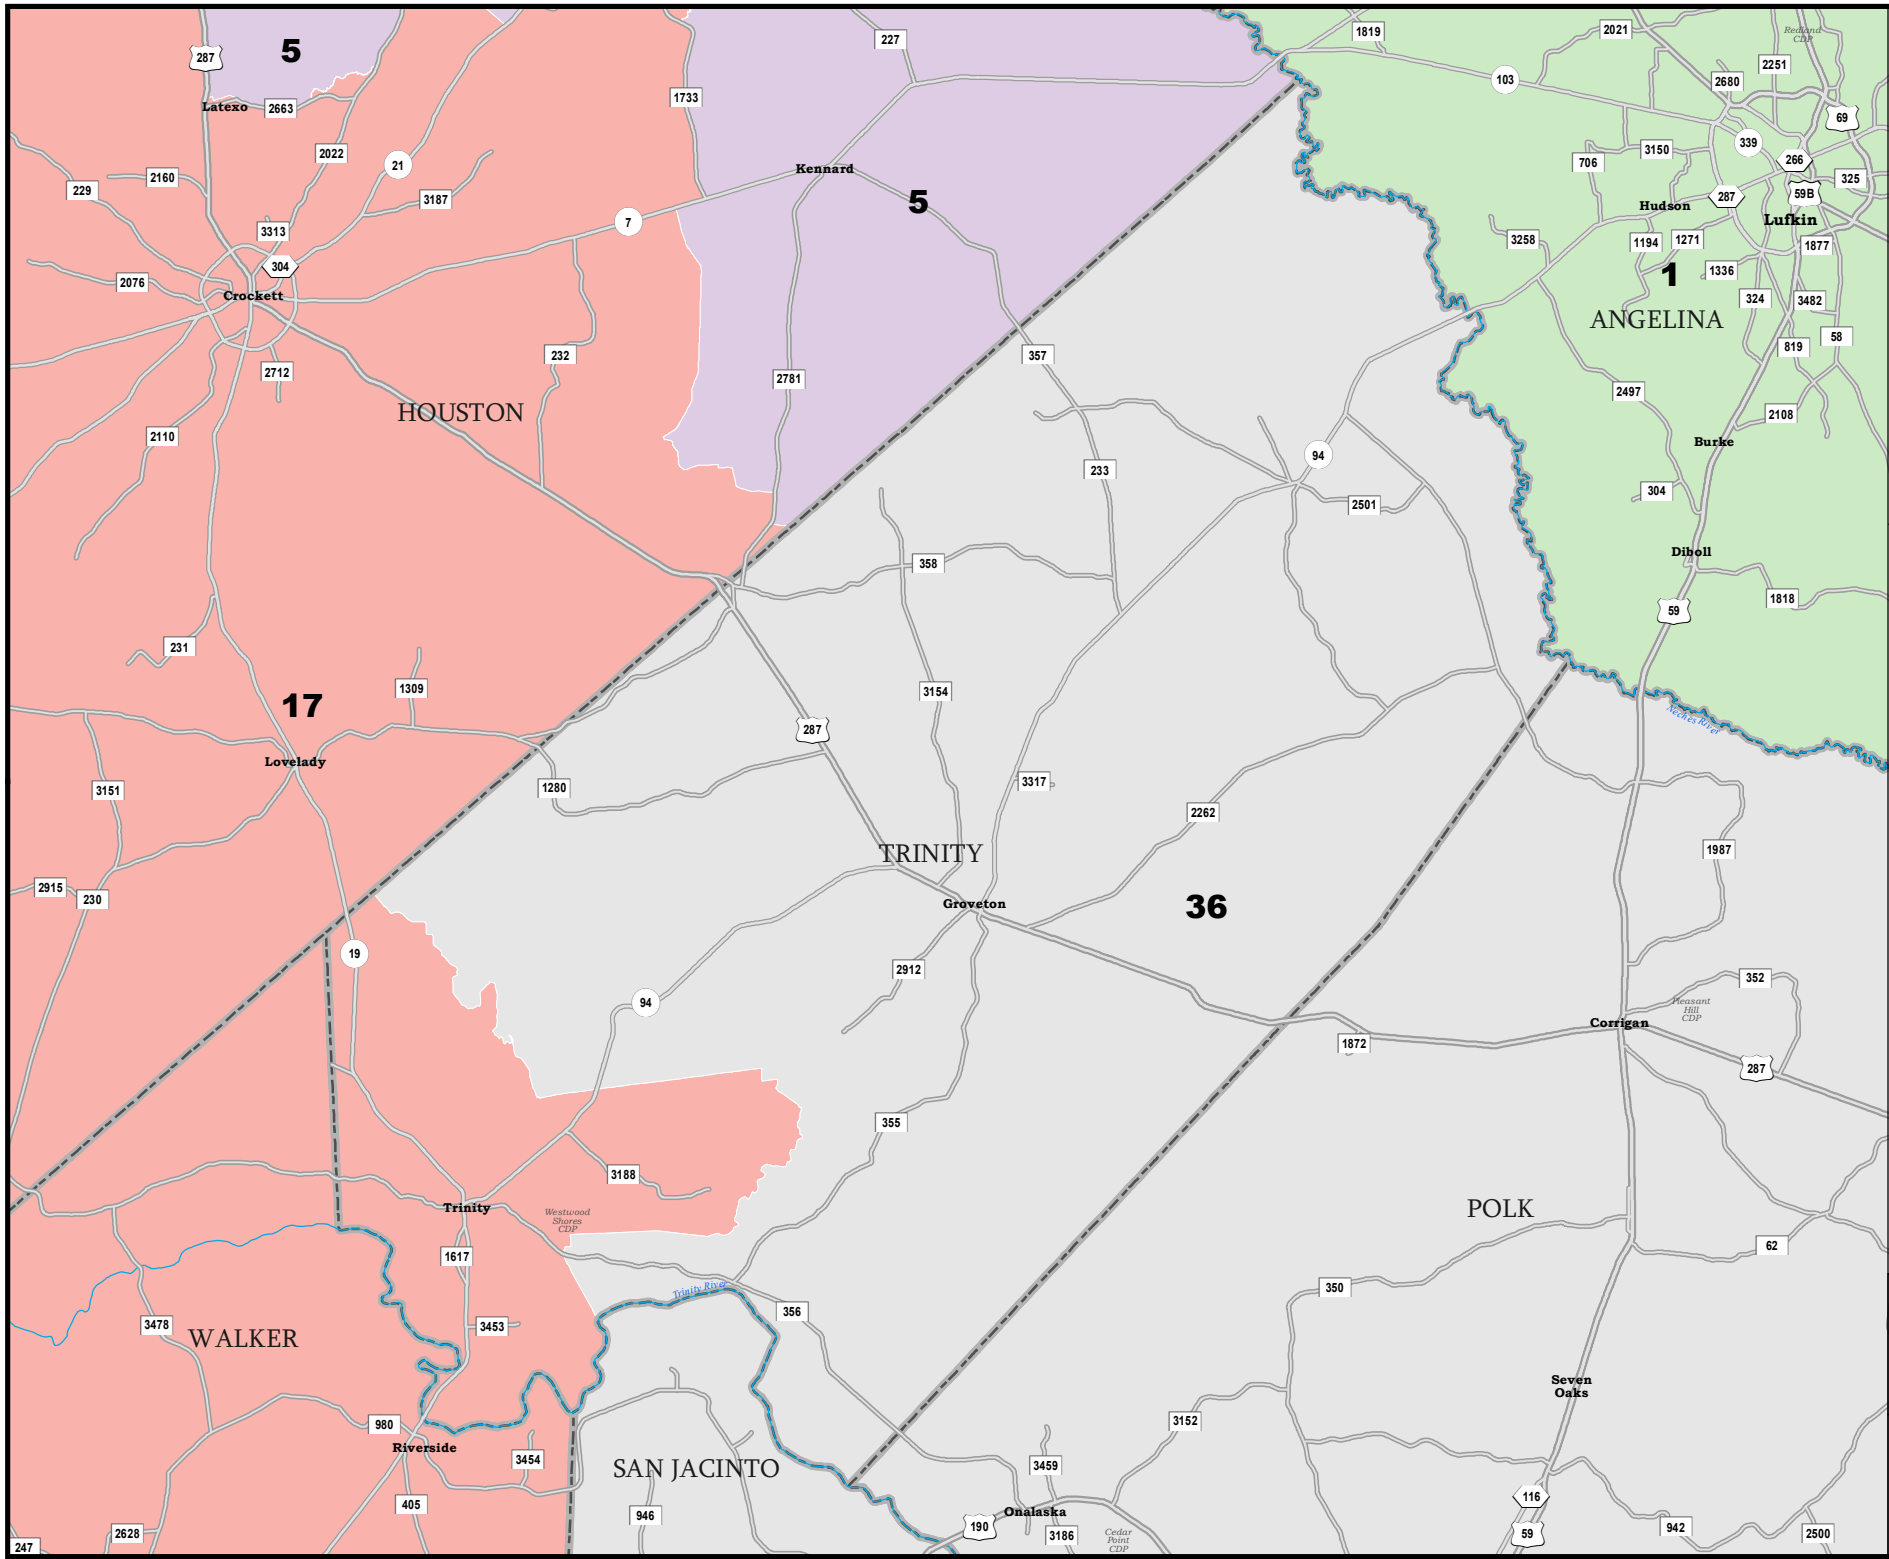 1819
2021
Redland
CDP
227
5
287
2251
103
2680
1733
Latexo
2663
69
339
2022
3150
266
21
706
Kennard
2160
325
229
59B
287
3187
5
Hudson
7
Lufkin
3313
3258
1194
1271
1877
304
1336
1
2076
Crockett
324
3482
ANGELINA
58
819
232
357
2712
2781
2497
HOUSTON
2108
2110
Burke
94
233
304
2501
Diboll
358
1818
59
231
1309
3154
17
Neches River
287
Lovelady
3317
1280
3151
2262
1987
TRINITY
2915
230
Groveton
36
19
2912
352
94
Pleasant
Hill
CDP
Corrigan
1872
287
355
3188
Trinity
POLK
Westwood
Shores
CDP
62
1617
Trinity River
350
356
3478
3453
WALKER
Seven
Oaks
3152
980
Riverside
3454
3459
SAN JACINTO
116
405
Onalaska
946
190
942
2628
3186
Cedar
Point
CDP
59
2500
247